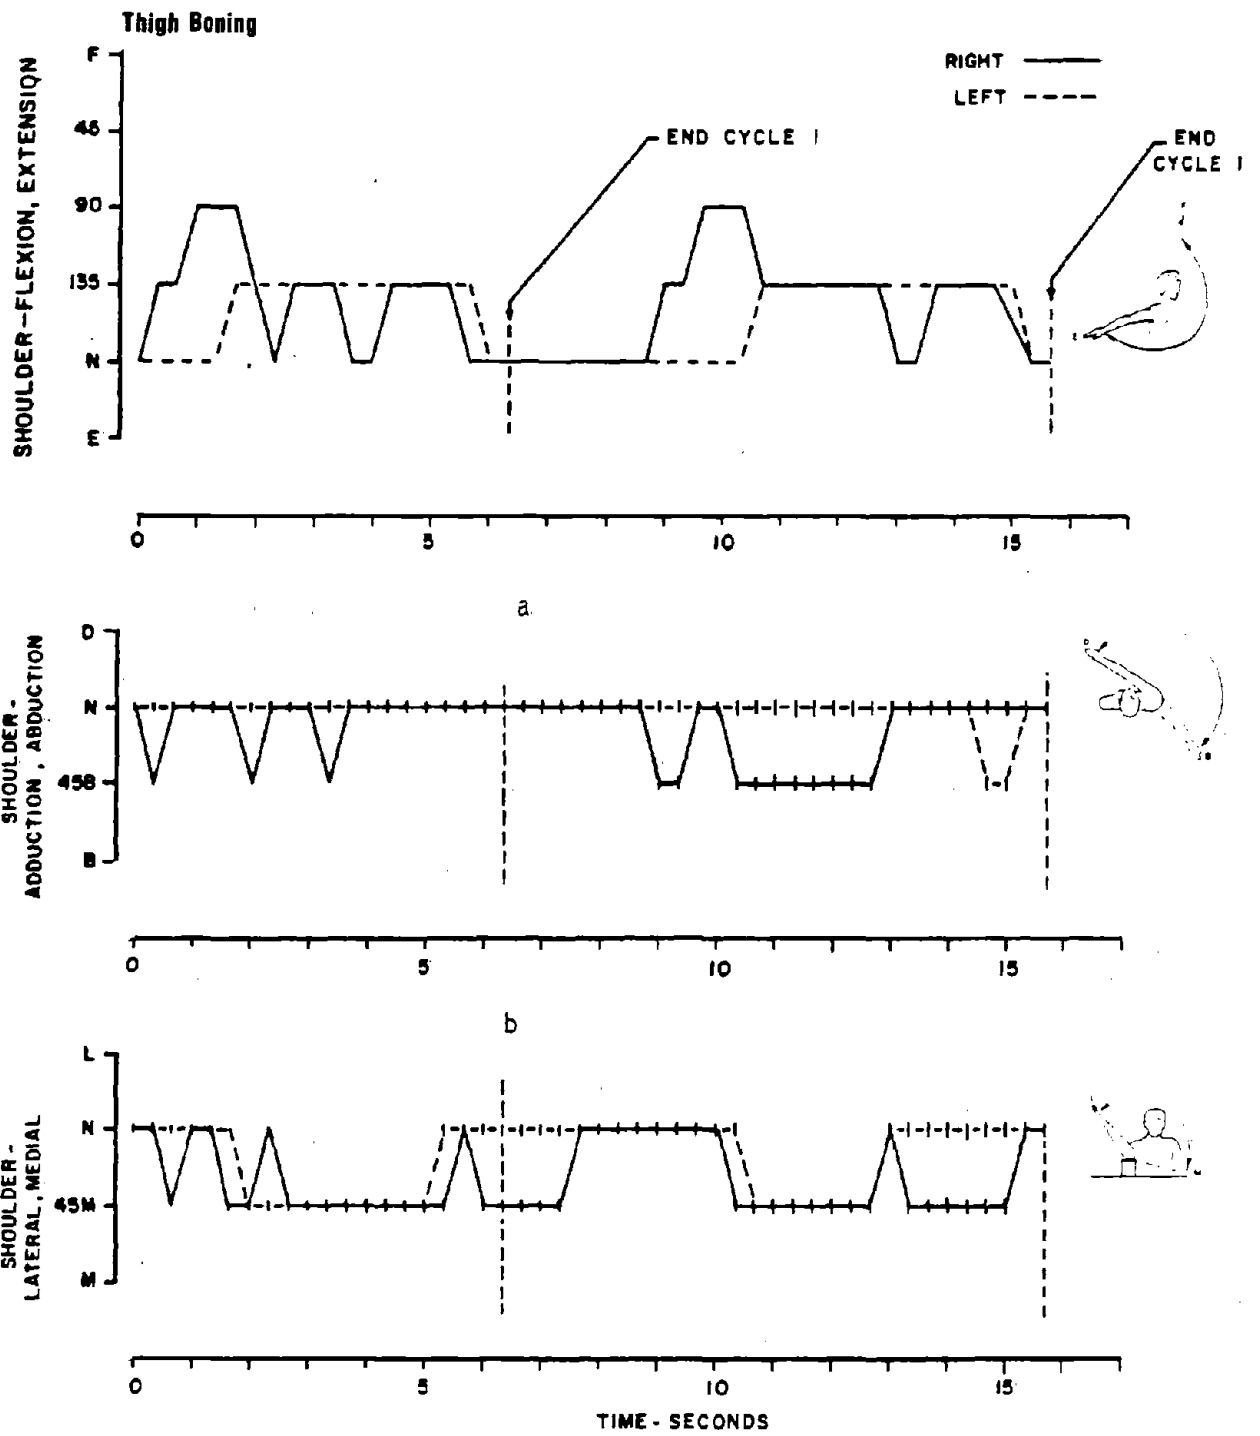 Thigh Boning
SHOULDER-FLEXION, EXTENSION
F
45
90
135
N
E
RIGHT
LEFT
END CYCLE I
END
CYCLE I
0 5 10 15
a
SHOULDER-
ADDUCTION, ABDUCTION
D
N
45B
B
0 5 10 15
b
SHOULDER-
LATERAL, MEDIAL
L
N
45M
M
0 5 10 15
TIME - SECONDS